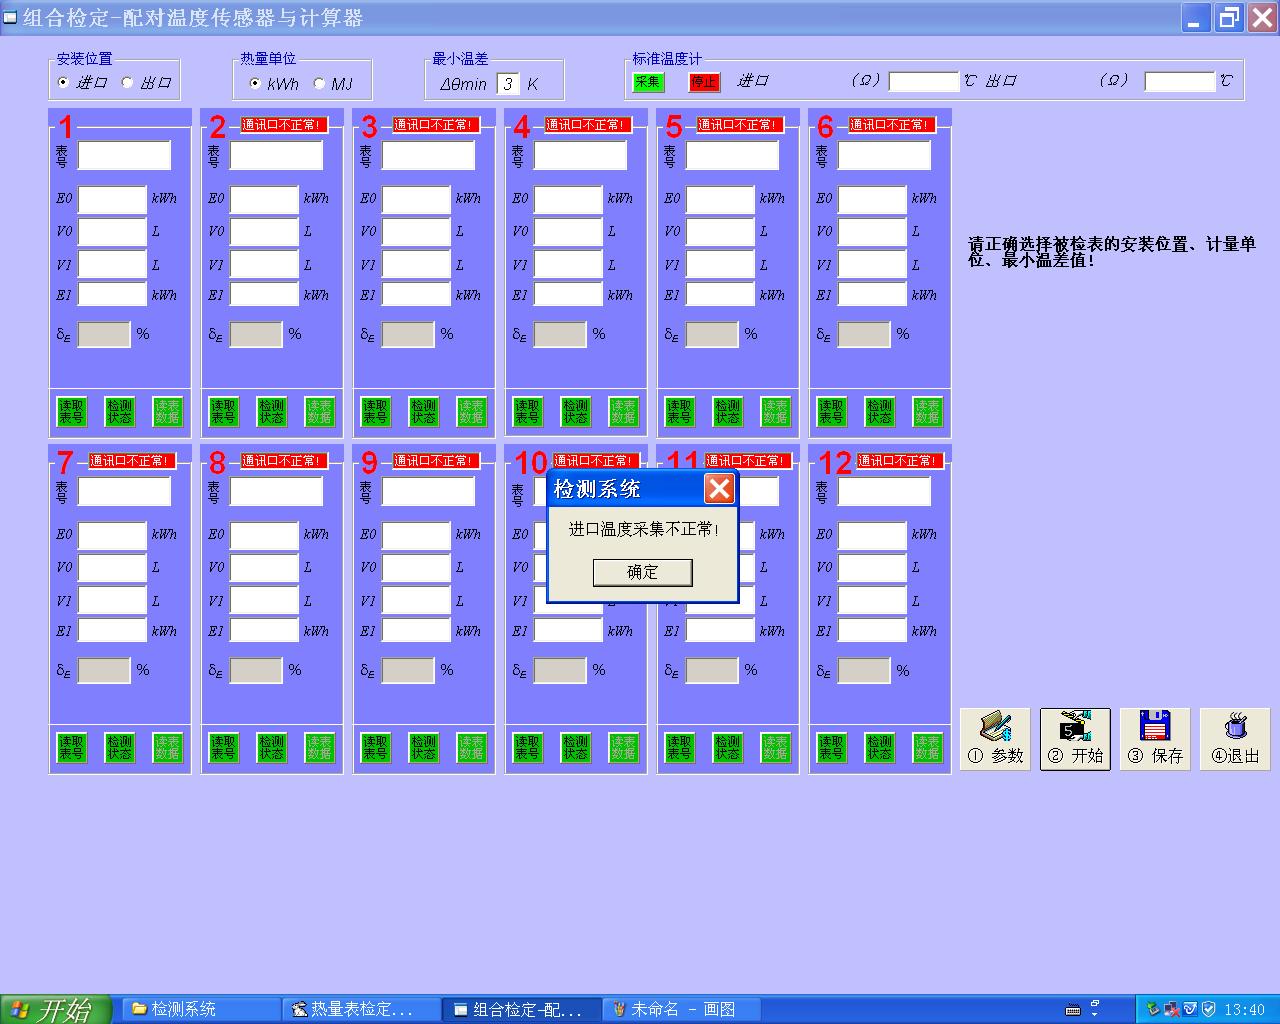 组合检定-配对温度传感器与计算器
安装位置
进口 出口
热量单位
kWh MJ
最小温差
Δθmin 3 K
标准温度计
采集 停止 进口 (Ω) ℃ 出口 (Ω) ℃
1
2 通讯口不正常!
3 通讯口不正常!
4 通讯口不正常!
5 通讯口不正常!
6 通讯口不正常!
表号 表号 表号 表号 表号 表号
E0 kWh E0 kWh E0 kWh E0 kWh E0 kWh E0 kWh
V0 L V0 L V0 L V0 L V0 L V0 L
V1 L V1 L V1 L V1 L V1 L V1 L
E1 kWh E1 kWh E1 kWh E1 kWh E1 kWh E1 kWh
δE % δE % δE % δE % δE % δE %
读取表号 检测状态 读表数据 读取表号 检测状态 读表数据 读取表号 检测状态 读表数据 读取表号 检测状态 读表数据 读取表号 检测状态 读表数据 读取表号 检测状态 读表数据
请正确选择被检表的安装位置、计量单
位、最小温差值!
7 通讯口不正常!
8 通讯口不正常!
9 通讯口不正常!
10 通讯口不正常!
11 通讯口不正常!
12 通讯口不正常!
表号 表号 表号 表号 表号
E0 kWh E0 kWh E0 kWh E0 E0 kWh
V0 L V0 L V0 L V0 L V0 L
V1 L V1 L V1 L V1 L V1 L V1 L
E1 kWh E1 kWh E1 kWh E1 kWh E1 kWh E1 kWh
δE % δE % δE % δE % δE % δE %
读取表号 检测状态 读表数据 读取表号 检测状态 读表数据 读取表号 检测状态 读表数据 读取表号 检测状态 读表数据 读取表号 检测状态 读表数据 读取表号 检测状态 读表数据
检测系统
进口温度采集不正常!
确定
① 参数 ② 开始 ③ 保存 ④退出
开始 检测系统 热量表检定... 组合检定-配... 未命名 - 画图 13:40